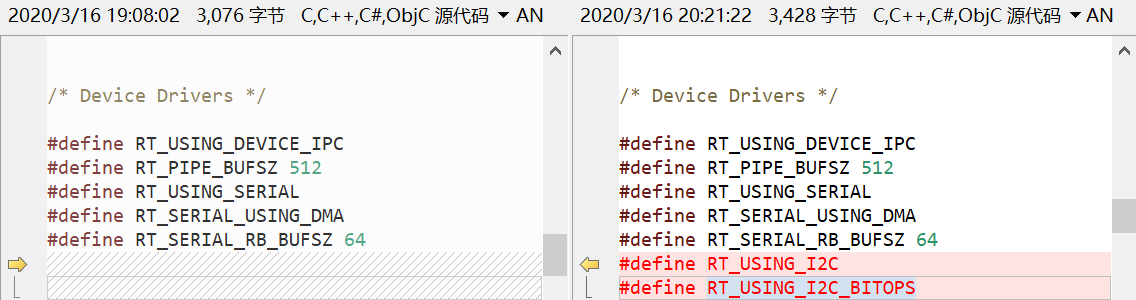 2020/3/16 19:08:02 3,076 字节 C,C++,C#,ObjC 源代码 AN
/* Device Drivers */
#define RT_USING_DEVICE_IPC
#define RT_PIPE_BUFSZ 512
#define RT_USING_SERIAL
#define RT_SERIAL_USING_DMA
#define RT_SERIAL_RB_BUFSZ 64
2020/3/16 20:21:22 3,428 字节 C,C++,C#,ObjC 源代码 AN
/* Device Drivers */
#define RT_USING_DEVICE_IPC
#define RT_PIPE_BUFSZ 512
#define RT_USING_SERIAL
#define RT_SERIAL_USING_DMA
#define RT_SERIAL_RB_BUFSZ 64
#define RT_USING_I2C
#define RT_USING_I2C_BITOPS